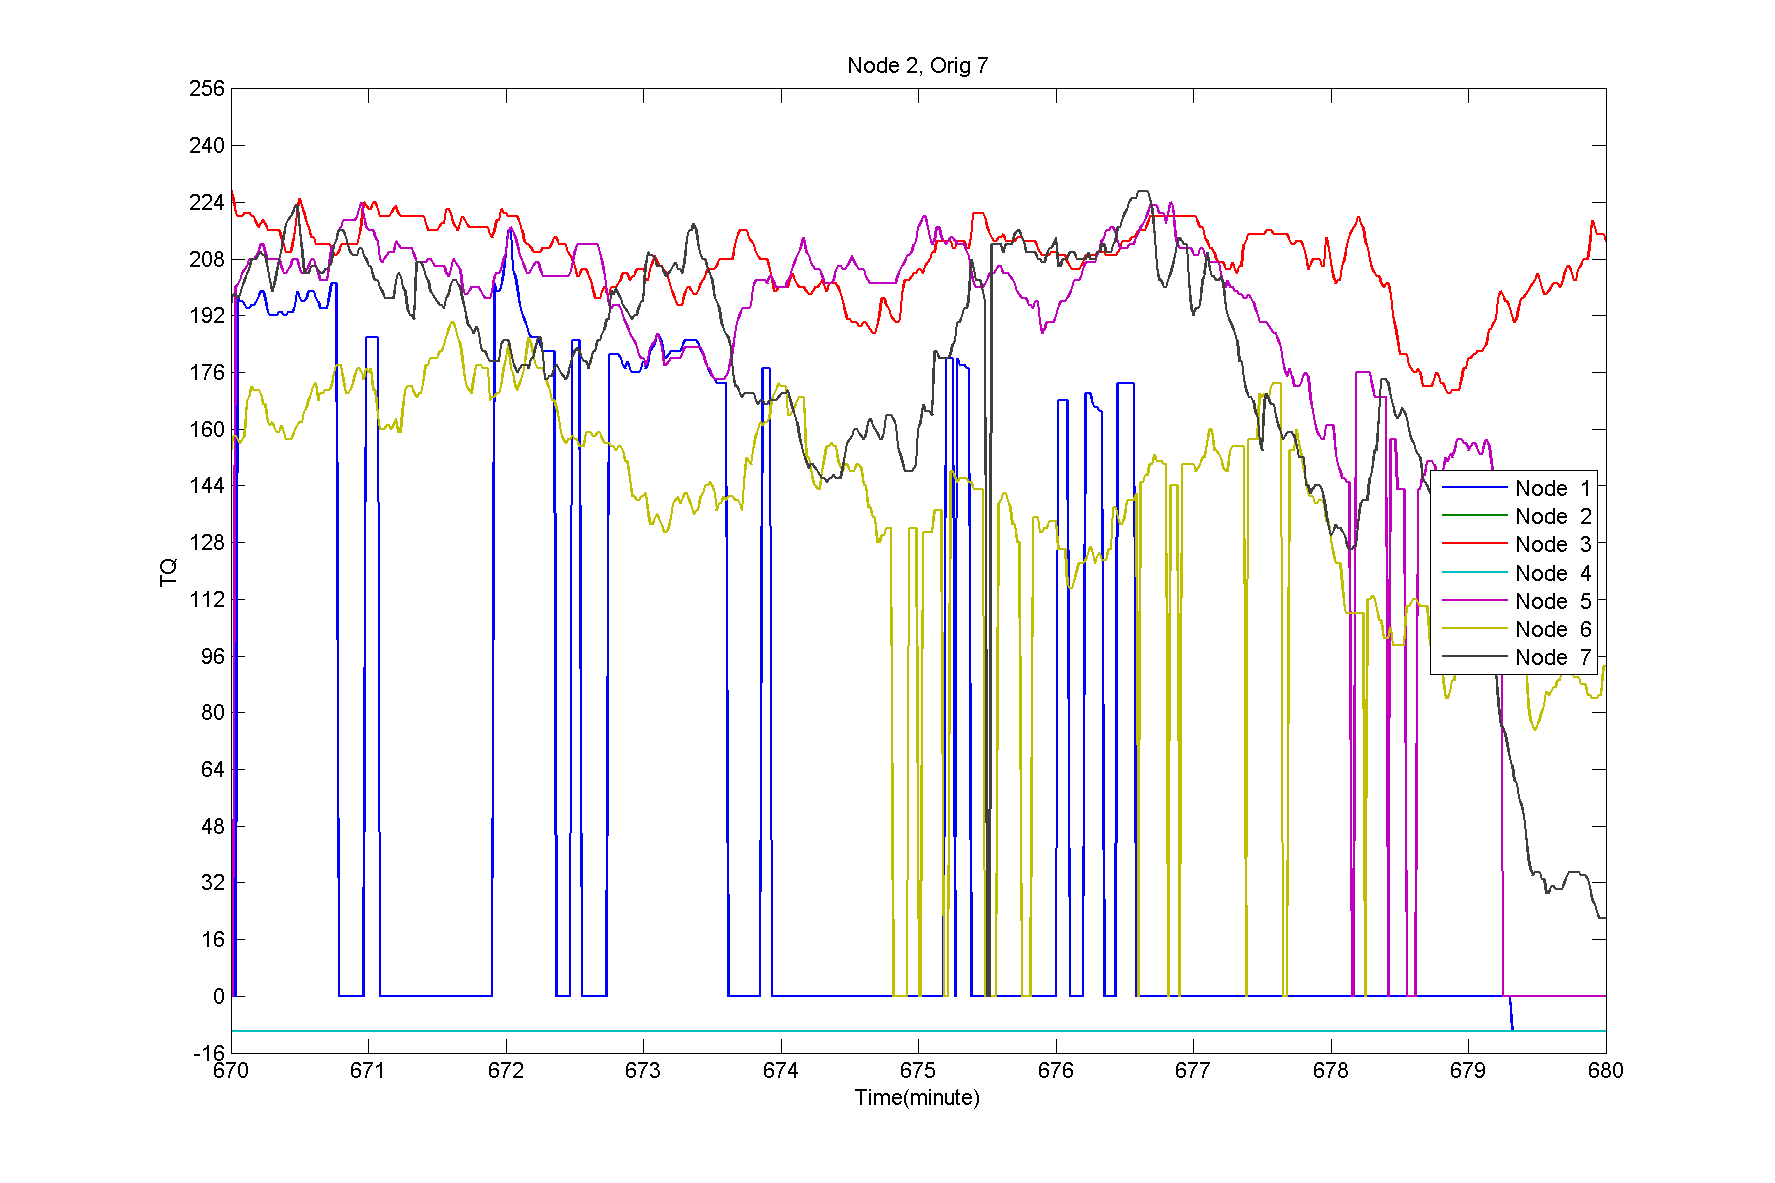 Node 2, Orig 7
256
240
224
208
192
176
160
144
128
112
96
80
64
48
32
16
0
-16
TQ
Node 1
Node 2
Node 3
Node 4
Node 5
Node 6
Node 7
670 671 672 673 674 675 676 677 678 679 680
Time(minute)